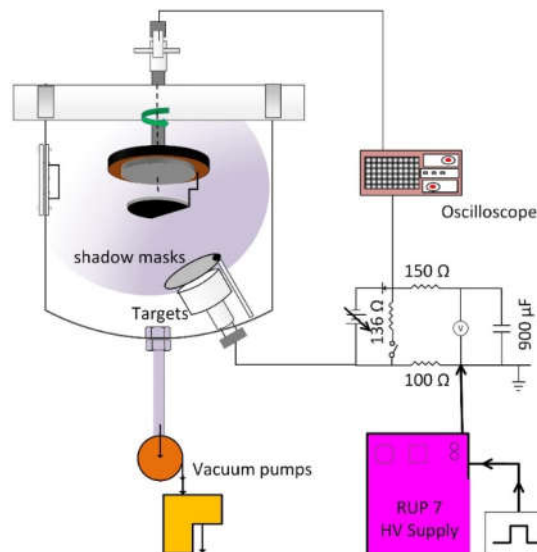 Oscilloscope
shadow masks
150 Ω
Targets
136 Ω
V
900 μF
100 Ω
Vacuum pumps
RUP 7
HV Supply